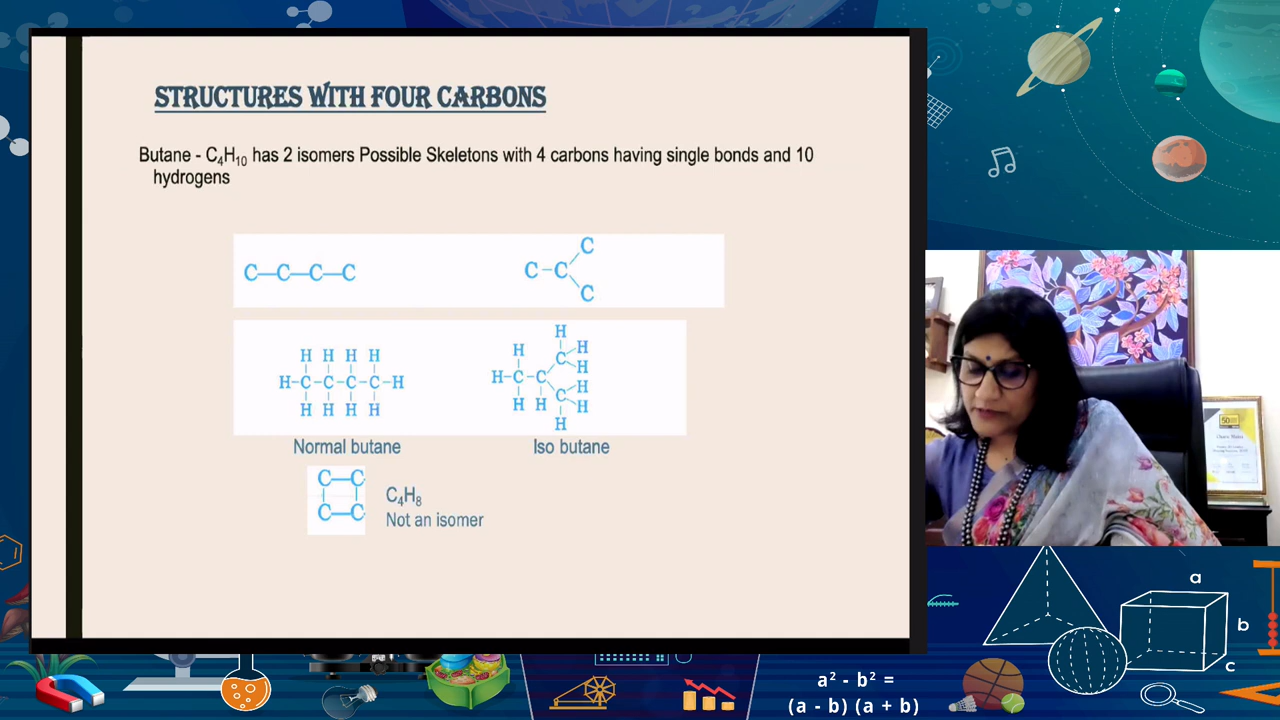 STRUCTURES WITH FOUR CARBONS
Butane - C₄H₁₀ has 2 isomers Possible Skeletons with 4 carbons having single bonds and 10
hydrogens
C—C—C—C
C
C–C
C
H H H H
H–C–C–C–C–H
H H H H
H
H C H
H
H–C–C
H
C
H H H
H
Normal butane
Iso butane
C—C
C—C
C₄H₈
Not an isomer
a
b
c
a² - b² =
(a - b) (a + b)
50